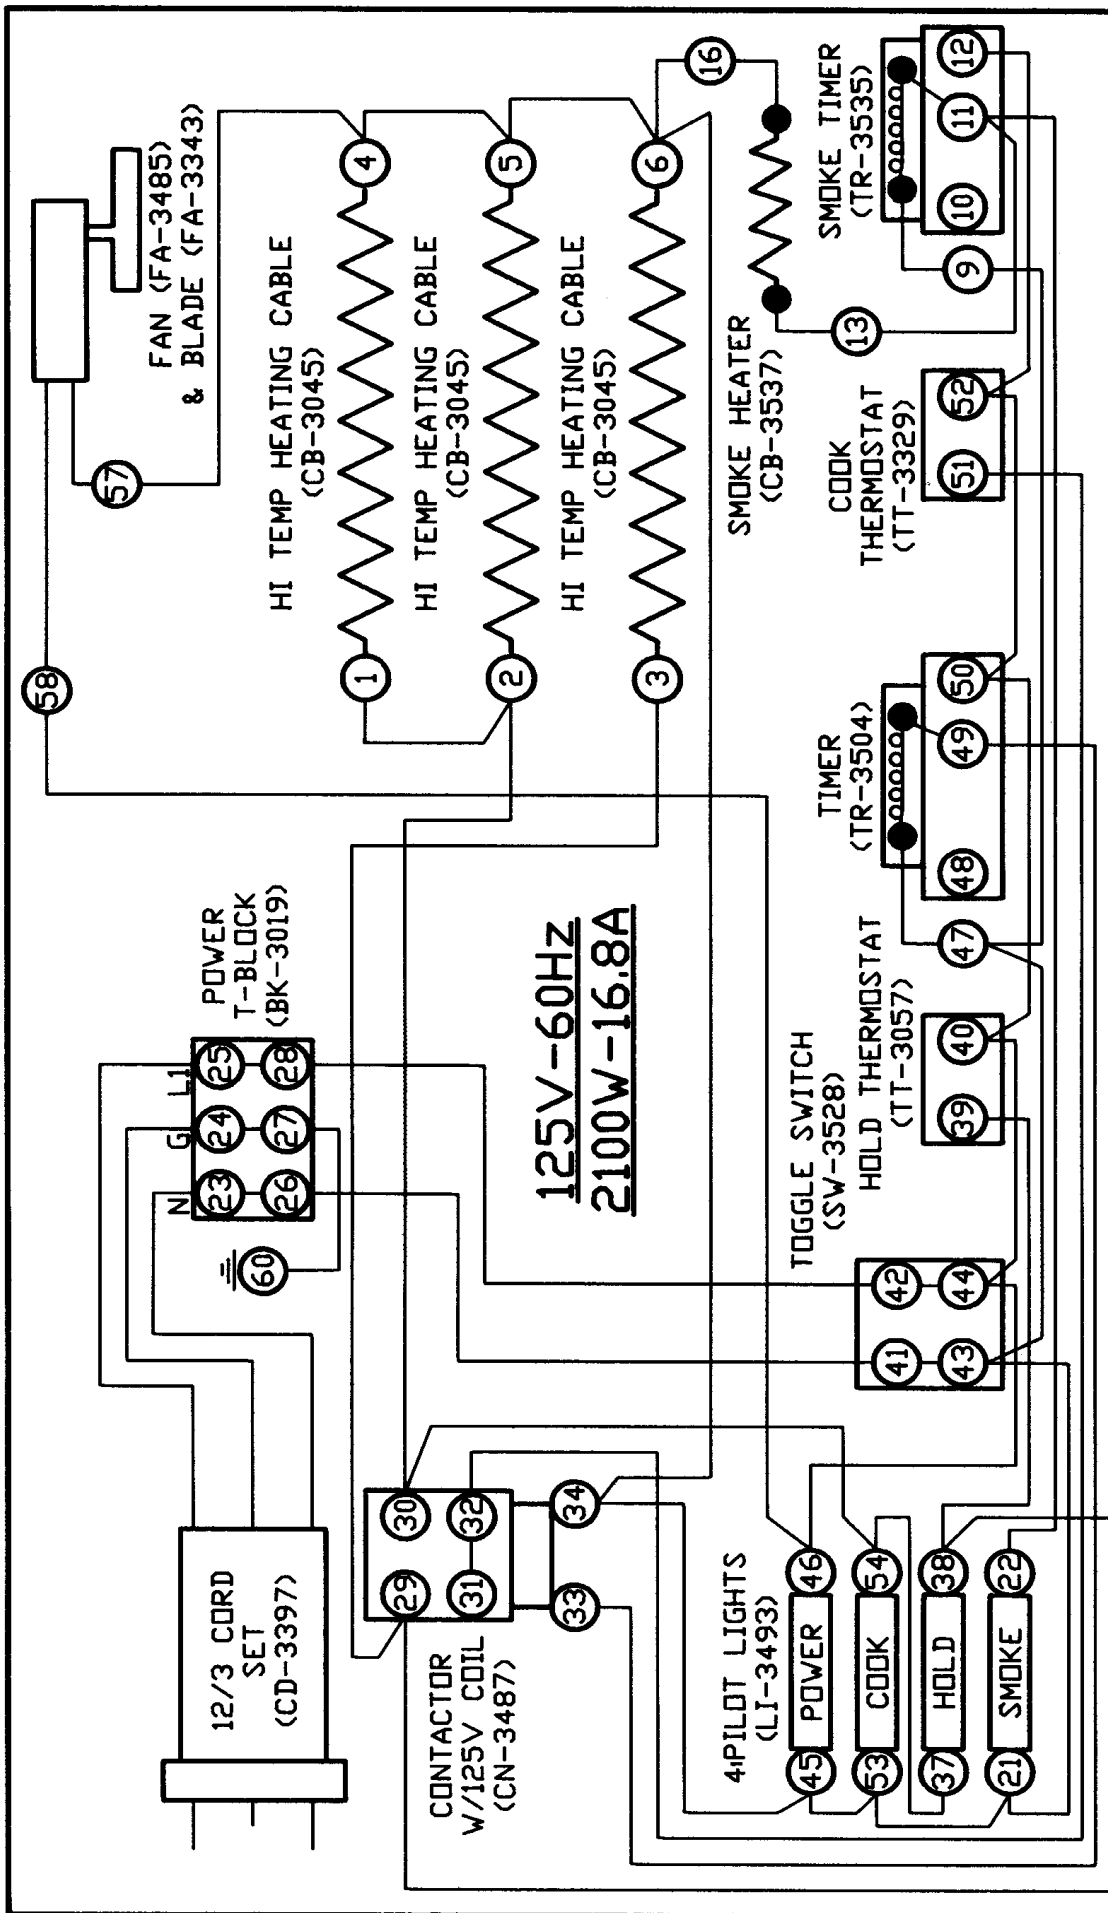 12/3 CORD
SET
(CD-3397)
POWER
T-BLOCK
(BK-3019)
N
G
L1
23
24
25
26
27
28
60
58
57
FAN (FA-3485)
& BLADE (FA-3343)
HI TEMP HEATING CABLE
(CB-3045)
1
4
HI TEMP HEATING CABLE
(CB-3045)
2
5
HI TEMP HEATING CABLE
(CB-3045)
3
6
16
CONTACTOR
W/125V COIL
(CN-3487)
29
30
31
32
33
34
125V-60Hz
2100W-16.8A
SMOKE HEATER
(CB-3537)
13
4 PILOT LIGHTS
(LI-3493)
45
POWER
46
53
COOK
54
37
HOLD
38
21
SMOKE
22
TOGGLE SWITCH
(SW-3528)
41
42
43
44
HOLD THERMOSTAT
(TT-3057)
39
40
47
TIMER
(TR-3504)
48
49
50
COOK
THERMOSTAT
(TT-3329)
51
52
SMOKE TIMER
(TR-3535)
9
10
11
12